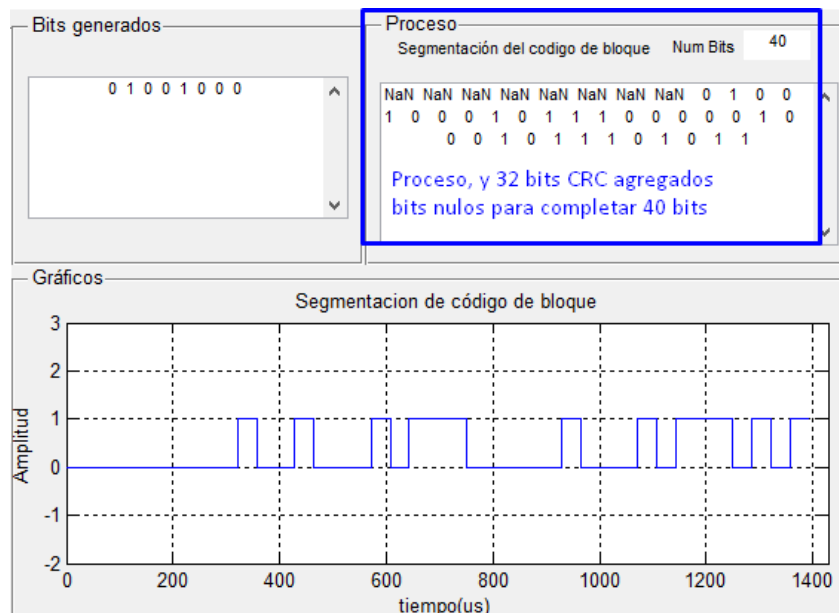 Bits generados
0 1 0 0 1 0 0 0
Proceso
Segmentación del codigo de bloque Num Bits 40
NaN NaN NaN NaN NaN NaN NaN NaN 0 1 0 0
1 0 0 0 1 0 1 1 1 0 0 0 0 0 1 0
0 0 1 0 1 1 1 0 1 0 1 1
Proceso, y 32 bits CRC agregados
bits nulos para completar 40 bits
Gráficos
Segmentacion de código de bloque
Amplitud
3
2
1
0
-1
-2
0 200 400 600 800 1000 1200 1400
tiempo(us)